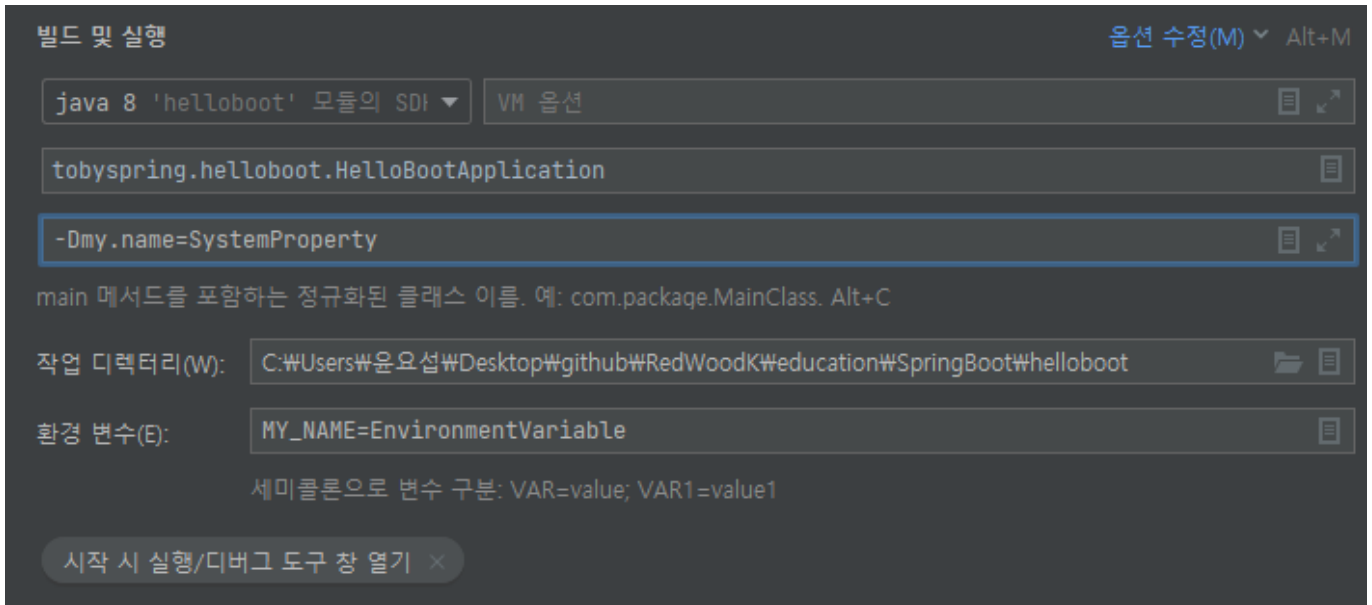 빌드 및 실행 옵션 수정(M) Alt+M
java 8 'helloboot' 모듈의 SDK VM 옵션
tobyspring.helloboot.HelloBootApplication
-Dmy.name=SystemProperty
main 메서드를 포함하는 정규화된 클래스 이름. 예: com.package.MainClass. Alt+C
작업 디렉터리(W): C:₩Users₩윤요섭₩Desktop₩github₩RedWoodK₩education₩SpringBoot₩helloboot
환경 변수(E): MY_NAME=EnvironmentVariable
세미콜론으로 변수 구분: VAR=value; VAR1=value1
시작 시 실행/디버그 도구 창 열기